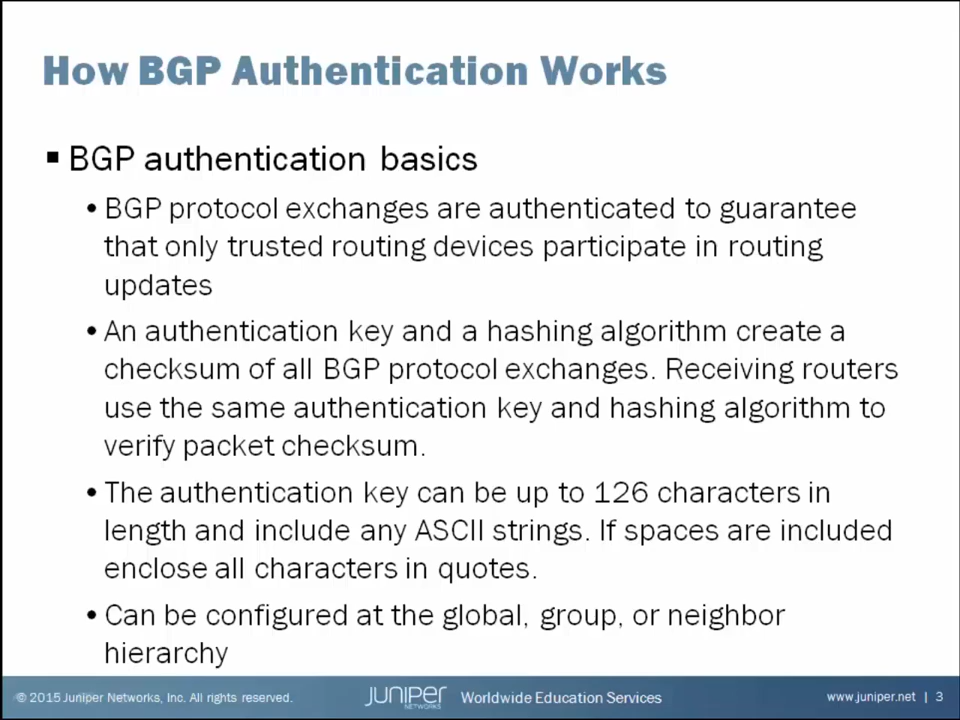 How BGP Authentication Works
▪ BGP authentication basics
• BGP protocol exchanges are authenticated to guarantee
that only trusted routing devices participate in routing
updates
• An authentication key and a hashing algorithm create a
checksum of all BGP protocol exchanges. Receiving routers
use the same authentication key and hashing algorithm to
verify packet checksum.
• The authentication key can be up to 126 characters in
length and include any ASCII strings. If spaces are included
enclose all characters in quotes.
• Can be configured at the global, group, or neighbor
hierarchy
© 2015 Juniper Networks, Inc. All rights reserved.
JUNIPER
NETWORKS
Worldwide Education Services
www.juniper.net | 3